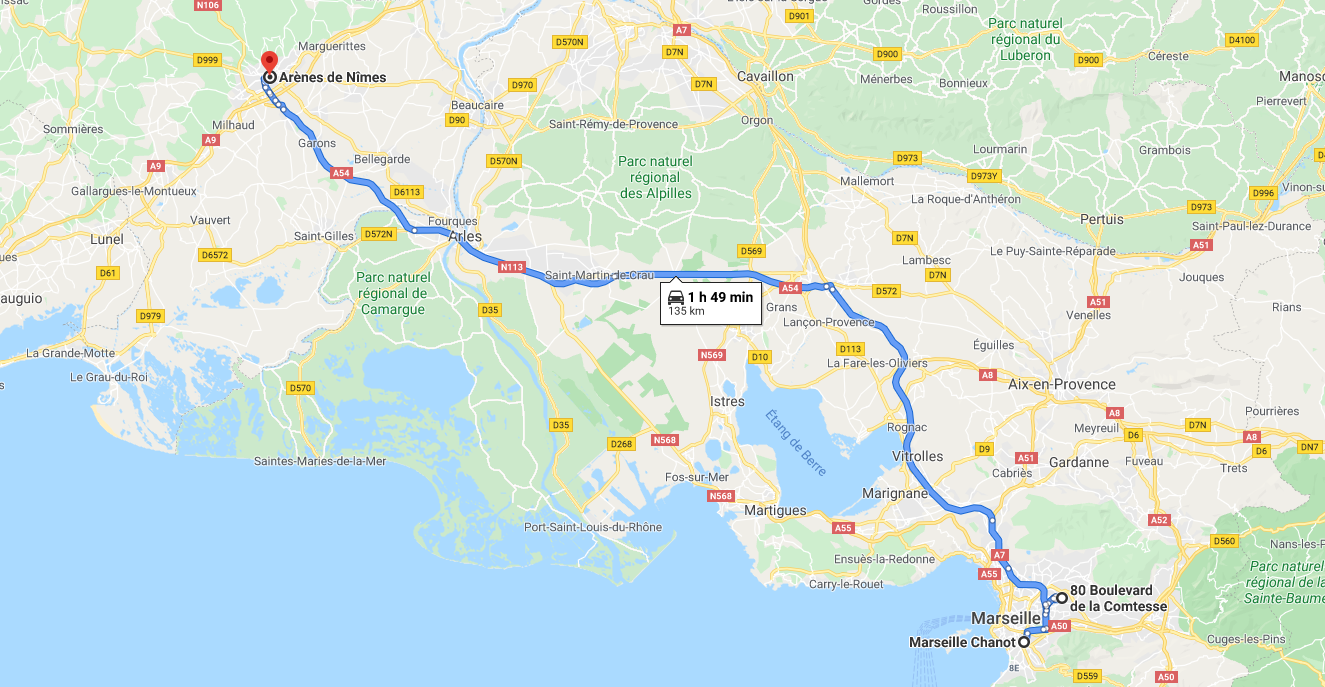 N106
D901
Roussillon
Gordes
Parc naturel
régional du
Luberon
A7
D570N
D7N
D900
D4100
Marguerittes
D999
Céreste
D900
Arènes de Nîmes
Cavaillon
Ménerbes
Bonnieux
Manosq
D970
D7N
Pierrevert
Beaucaire
D90
Saint-Rémy-de-Provence
Orgon
Milhaud
Sommières
A9
Garons
Lourmarin
Grambois
Bellegarde
D570N
D973
A9
A54
Parc naturel
régional
des Alpilles
D973Y
Mallemort
Gallargues-le-Montueux
D6113
La Roque-d'Anthéron
D996
Vinon-su
Vauvert
Fourques
Pertuis
D973
Saint-Paul-lez-Durance
Saint-Gilles
D572N
Arles
D7N
Lunel
D6572
D569
Le Puy-Sainte-Réparade
A51
Lambesc
D61
N113
Saint-Martin-de-Crau
D7N
Jouques
Parc naturel
régional de
Camargue
A54
D572
1 h 49 min
135 km
Grans
A51
Venelles
Rians
auguio
D979
D35
Lançon-Provence
La Grande-Motte
N569
D10
D113
Éguilles
La Fare-les-Oliviers
Le Grau-du-Roi
A8
Aix-en-Provence
D570
Istres
Étang de Berre
A8
Pourrières
D35
Rognac
Meyreuil
D6
D7N
A8
DN7
D268
N568
D9
D6
Vitrolles
A51
Gardanne
Fuveau
Trets
Saintes-Maries-de-la-Mer
Cabriès
Fos-sur-Mer
N568
Marignane
Martigues
Port-Saint-Louis-du-Rhône
A55
A52
D560
Nans-les-P
Ensuès-la-Redonne
A7
A55
Parc naturel
régional de la
Sainte-Baume
Carry-le-Rouet
80 Boulevard
de la Comtesse
Marseille
A50
Marseille Chanot
Cuges-les-Pins
8E
D559
A50